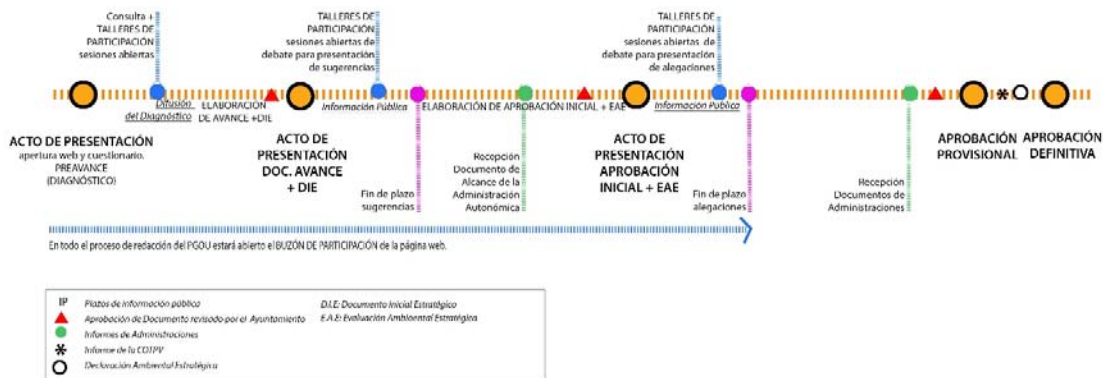 Consulta +
TALLERES DE
PARTICIPACIÓN
sesiones abiertas
TALLERES DE
PARTICIPACIÓN
sesiones abiertas de
debate para presentación
de sugerencias
TALLERES DE
PARTICIPACIÓN
sesiones abiertas de
debate para presentación
de alegaciones
Difusión
del Diagnóstico
ELABORACIÓN
DE AVANCE +DIE
Información Pública
ELABORACIÓN DE APROBACIÓN INICIAL + EAE
Información Pública
ACTO DE PRESENTACIÓN
apertura web y cuestionario.
PREAVANCE
(DIAGNÓSTICO)
ACTO DE
PRESENTACIÓN
DOC. AVANCE
+ DIE
Fin de plazo
sugerencias
Recepción
Documento de
Alcance de la
Administración
Autonómica
ACTO DE
PRESENTACIÓN
APROBACIÓN
INICIAL + EAE
Fin de plazo
alegaciones
Recepción
Documentos de
Administraciones
APROBACIÓN
PROVISIONAL
APROBACIÓN
DEFINITIVA
En todo el proceso de redacción del PGOU estará abierto el BUZÓN DE PARTICIPACIÓN de la página web.
IP Plazos de información pública
Aprobación de Documento revisado por el Ayuntamiento
Informes de Administraciones
Informe de la COTPV
Declaración Ambiental Estratégica
D.I.E: Documento Inicial Estratégico
E.A.E: Evaluación Ambiental Estratégica